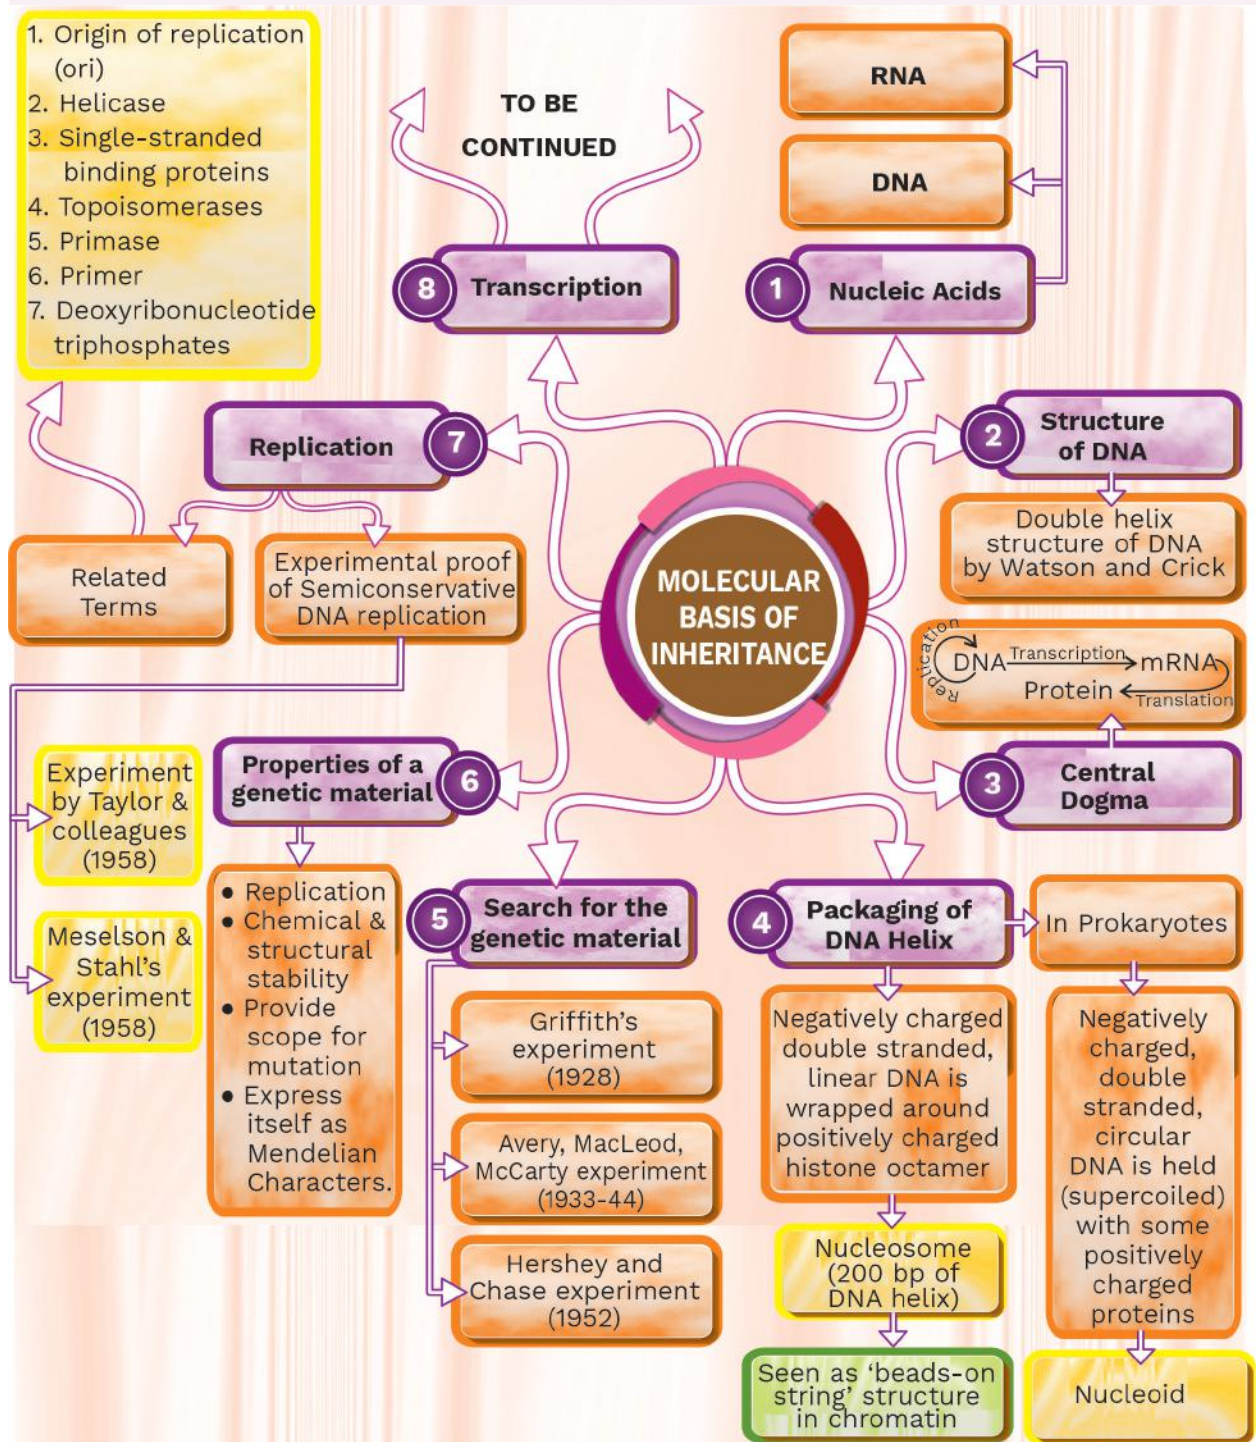 1. Origin of replication
(ori)
2. Helicase
3. Single-stranded
binding proteins
4. Topoisomerases
5. Primase
6. Primer
7. Deoxyribonucleotide
triphosphates
TO BE
CONTINUED
RNA
DNA
8 Transcription
1 Nucleic Acids
Replication 7
2 Structure
of DNA
Double helix
structure of DNA
by Watson and Crick
Related
Terms
Experimental proof
of Semiconservative
DNA replication
MOLECULAR
BASIS OF
INHERITANCE
Replication
DNA Transcription mRNA
Protein Translation
3 Central
Dogma
Properties of a
genetic material 6
Experiment
by Taylor &
colleagues
(1958)
Meselson &
Stahl's
experiment
(1958)
● Replication
● Chemical &
structural
stability
● Provide
scope for
mutation
● Express
itself as
Mendelian
Characters.
5 Search for the
genetic material
Griffith's
experiment
(1928)
Avery, MacLeod,
McCarty experiment
(1933-44)
Hershey and
Chase experiment
(1952)
4 Packaging of
DNA Helix
In Prokaryotes
Negatively charged
double stranded,
linear DNA is
wrapped around
positively charged
histone octamer
Nucleosome
(200 bp of
DNA helix)
Seen as ‘beads-on
string’ structure
in chromatin
Negatively
charged,
double
stranded,
circular
DNA is held
(supercoiled)
with some
positively
charged
proteins
Nucleoid